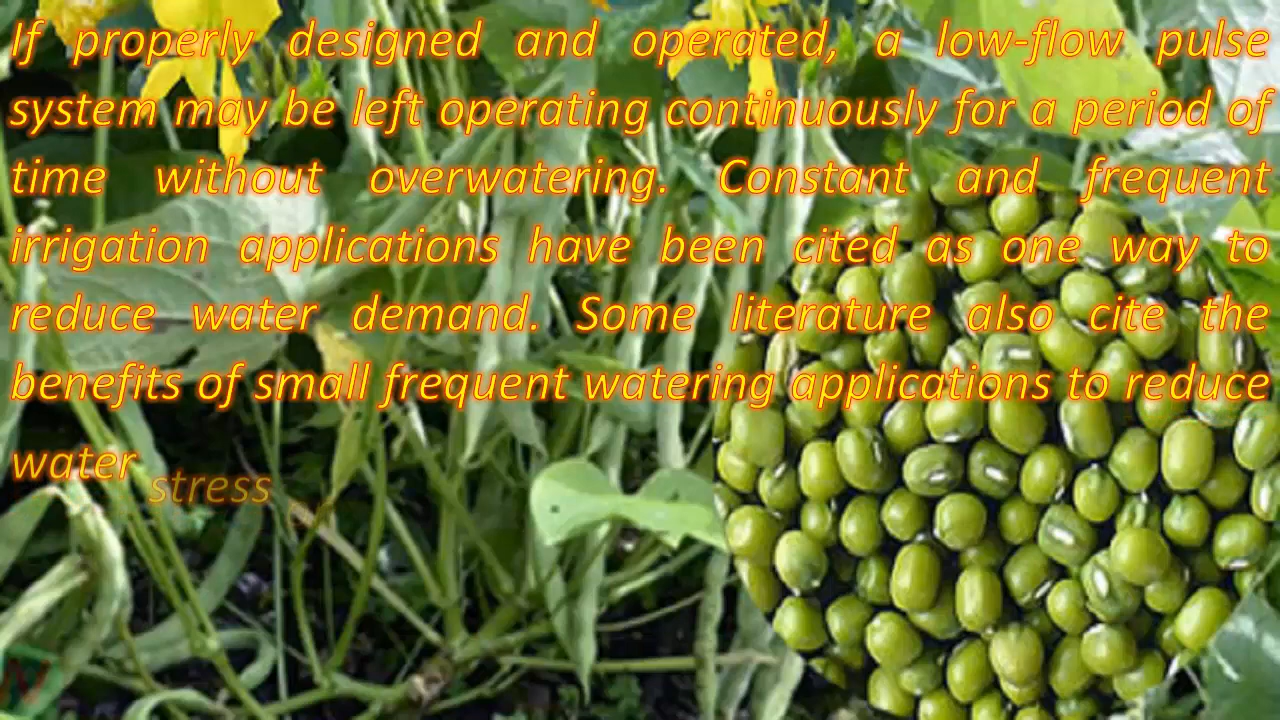 If properly designed and operated, a low-flow pulse
system may be left operating continuously for a period of
time without overwatering. Constant and frequent
irrigation applications have been cited as one way to
reduce water demand. Some literature also cite the
benefits of small frequent watering applications to reduce
water stress